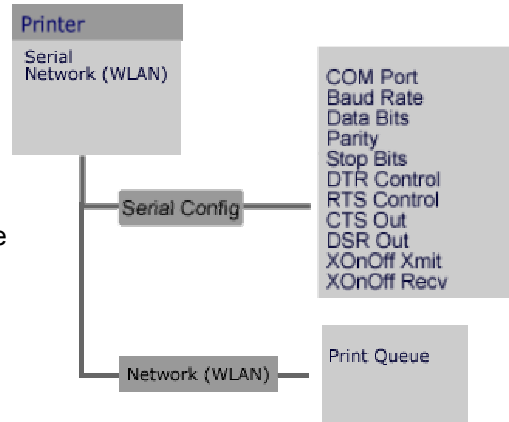 Printer
Serial
Network (WLAN)
COM Port
Baud Rate
Data Bits
Parity
Stop Bits
DTR Control
RTS Control
CTS Out
DSR Out
XOnOff Xmit
XOnOff Recv
Serial Config
e
Network (WLAN)
Print Queue